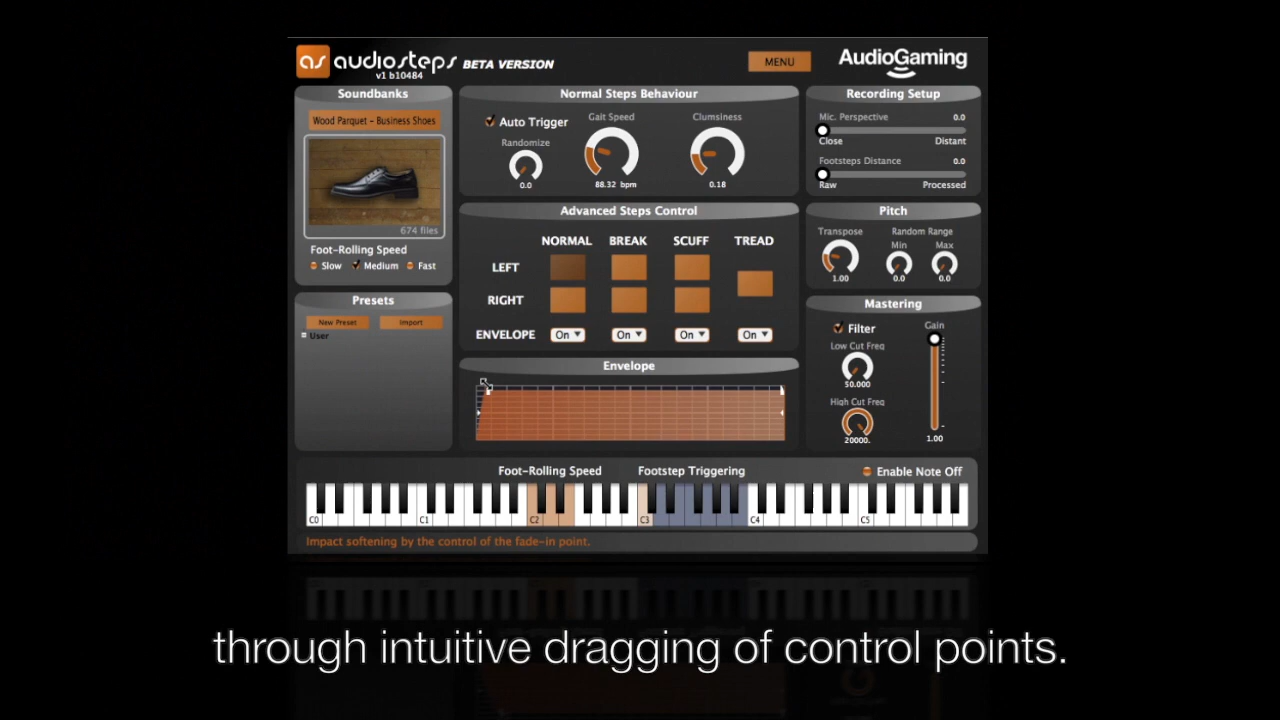 as audiosteps BETA VERSION
v1 b10484
MENU
AudioGaming
Soundbanks
Wood Parquet - Business Shoes
674 files
Foot-Rolling Speed
Slow Medium Fast
Presets
New Preset Import
User
Normal Steps Behaviour
Auto Trigger
Randomize
0.0
Gait Speed
88.32 bpm
Clumsiness
0.18
Advanced Steps Control
NORMAL BREAK SCUFF TREAD
LEFT
RIGHT
ENVELOPE On On On On
Envelope
Recording Setup
Mic. Perspective 0.0
Close Distant
Footsteps Distance 0.0
Raw Processed
Pitch
Transpose
1.00
Random Range
Min Max
0.0 0.0
Mastering
Filter
Low Cut Freq
50.000
High Cut Freq
20000.
Gain
1.00
Foot-Rolling Speed Footstep Triggering Enable Note Off
C0 C1 C2 C3 C4 C5
Impact softening by the control of the fade-in point.
through intuitive dragging of control points.